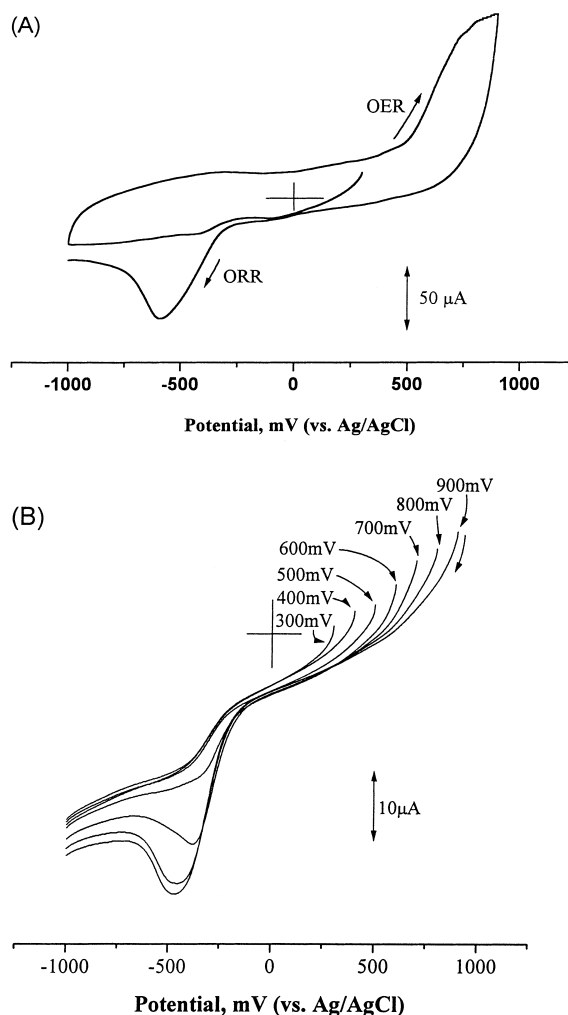 (A)
OER
ORR
50 μA
-1000 -500 0 500 1000
Potential, mV (vs. Ag/AgCl)
(B)
900mV
800mV
700mV
600mV
500mV
400mV
300mV
10μA
-1000 -500 0 500 1000
Potential, mV (vs. Ag/AgCl)